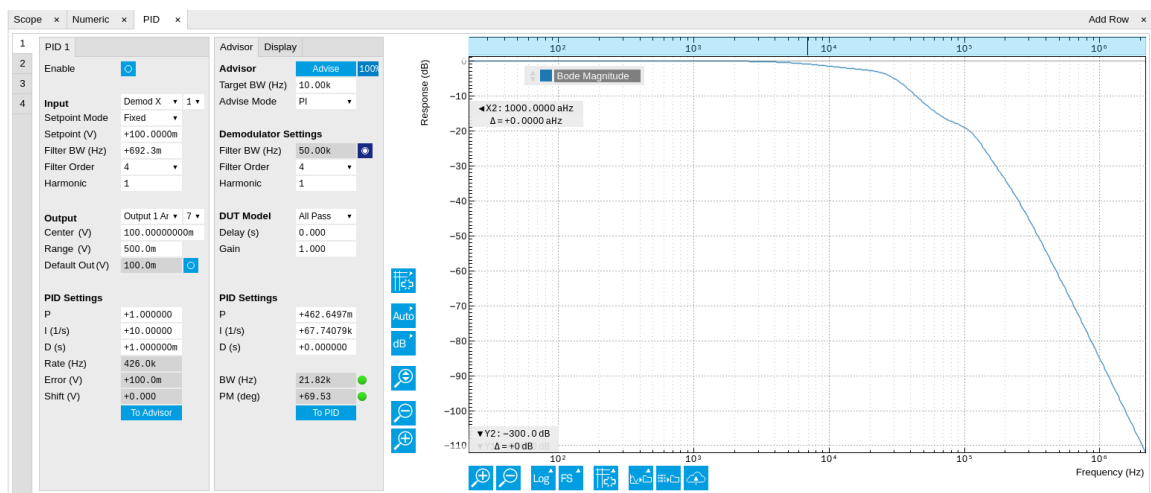 Scope × Numeric × PID × Add Row ×
1
2
3
4
PID 1
Enable
Input Demod X 1
Setpoint Mode Fixed
Setpoint (V) +100.0000m
Filter BW (Hz) +692.3m
Filter Order 4
Harmonic 1
Output Output 1 Ar 7
Center (V) 100.00000000m
Range (V) 500.0m
Default Out (V) 100.0m
PID Settings
P +1.000000
I (1/s) +10.00000
D (s) +1.000000m
Rate (Hz) 426.0k
Error (V) +100.0m
Shift (V) +0.000
To Advisor
Advisor Display
Advisor Advise 100%
Target BW (Hz) 10.00k
Advise Mode PI
Demodulator Settings
Filter BW (Hz) 50.00k
Filter Order 4
Harmonic 1
DUT Model All Pass
Delay (s) 0.000
Gain 1.000
PID Settings
P +462.6497m
I (1/s) +67.74079k
D (s) +0.000000
BW (Hz) 21.82k
PM (deg) +69.53
To PID
Auto
dB
10² 10³ 10⁴ 10⁵ 10⁶
Response (dB)
0
−10
−20
−30
−40
−50
−60
−70
−80
−90
−100
−110
Bode Magnitude
◄X2: 1000.0000 aHz
Δ = +0.0000 aHz
▼Y2: −300.0 dB
Δ = +0 dB
10² 10³ 10⁴ 10⁵ 10⁶
Frequency (Hz)
Log FS